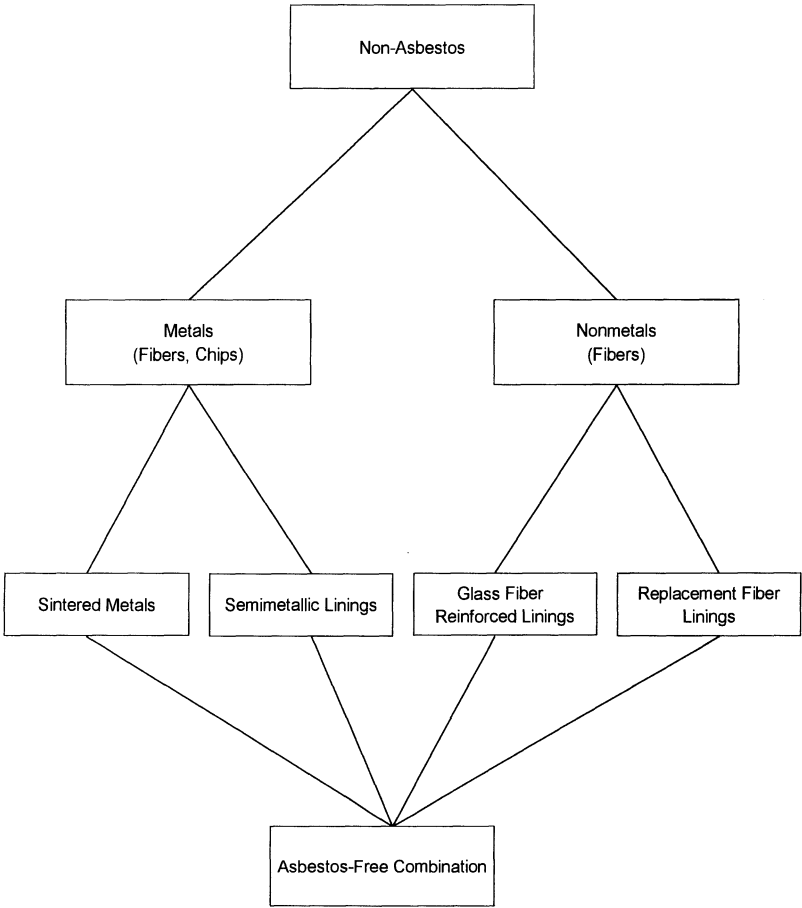 Non-Asbestos
Metals
(Fibers, Chips)
Nonmetals
(Fibers)
Sintered Metals
Semimetallic Linings
Glass Fiber
Reinforced Linings
Replacement Fiber
Linings
Asbestos-Free Combination